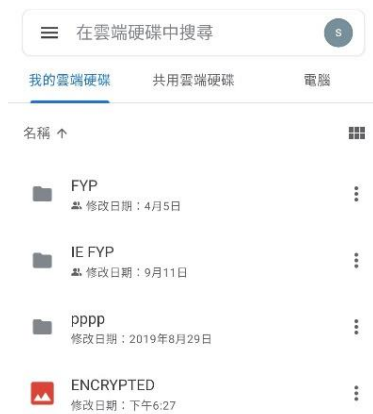 在雲端硬碟中搜尋
S
我的雲端硬碟 共用雲端硬碟 電腦
名稱 ↑
FYP
修改日期：4月5日
IE FYP
修改日期：9月11日
pppp
修改日期：2019年8月29日
ENCRYPTED
修改日期：下午6:27